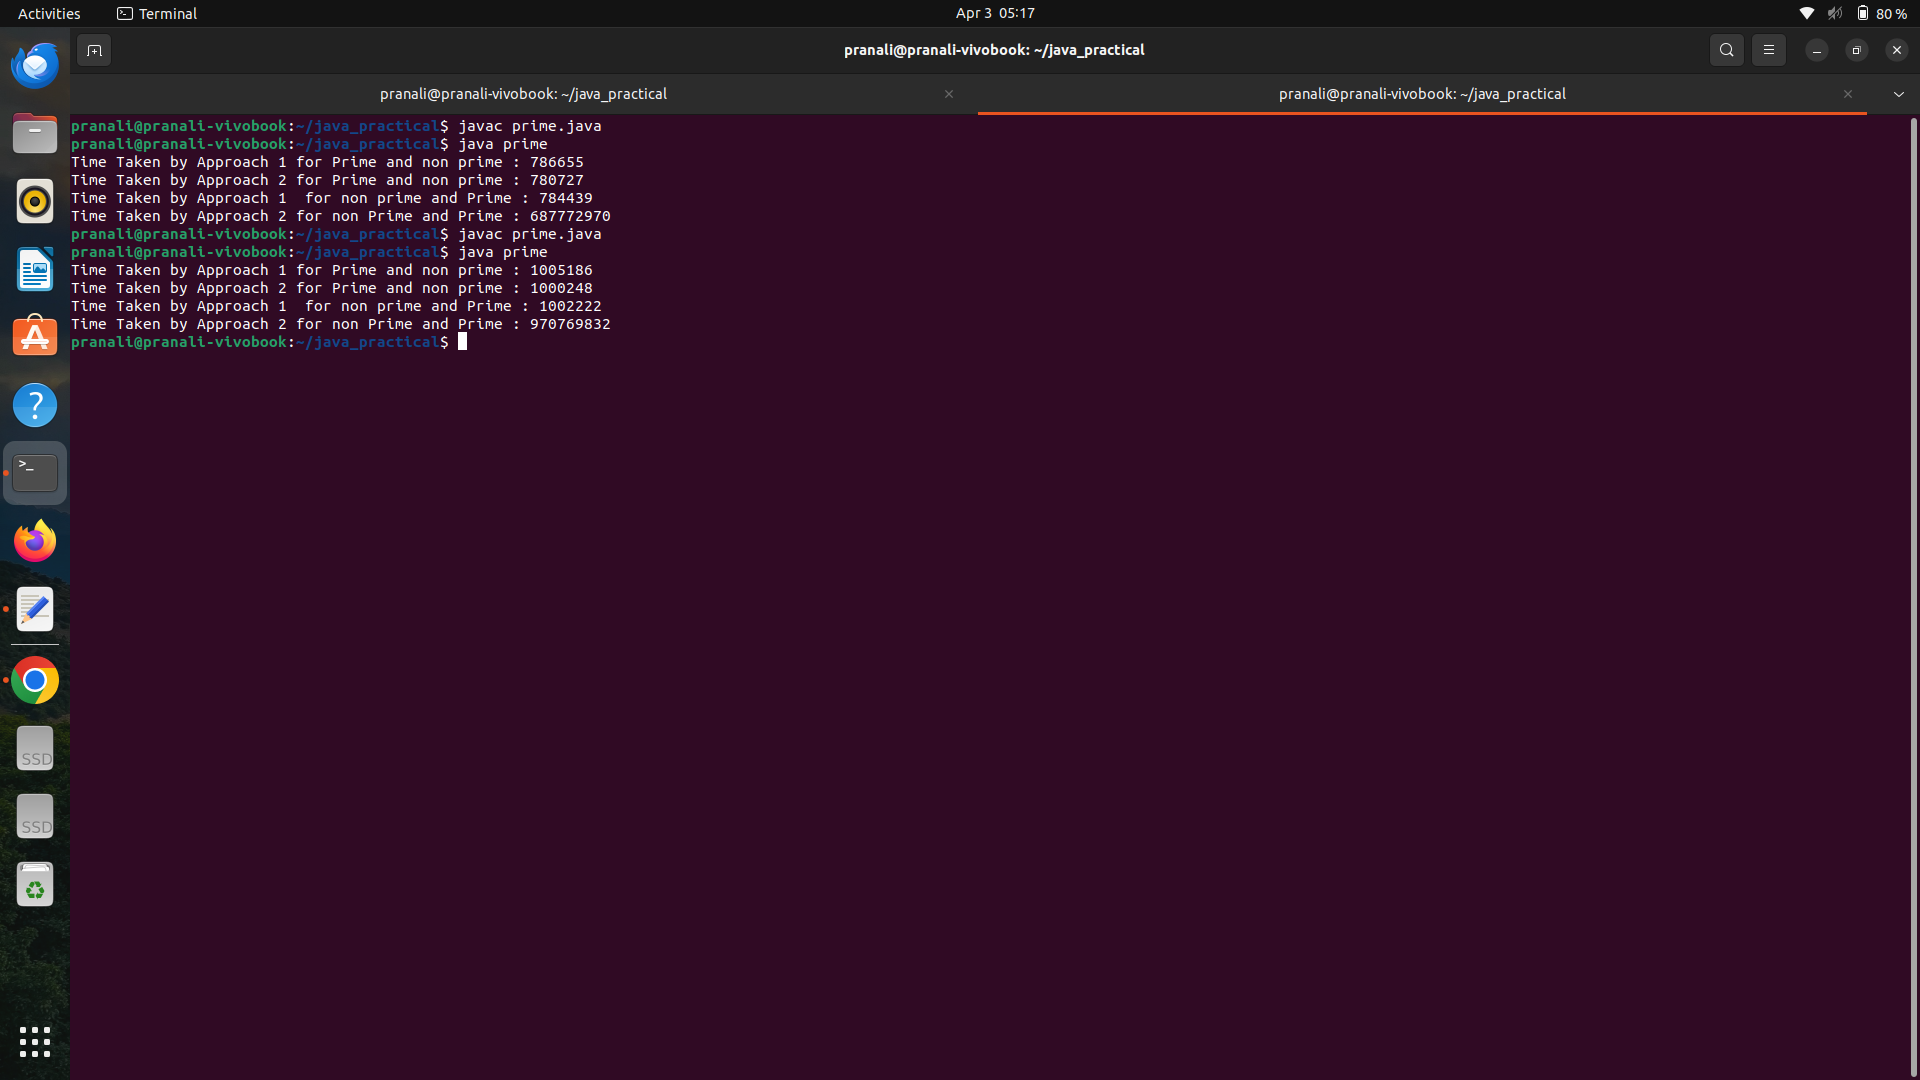 Activities Terminal Apr 3 05:17 80 %
pranali@pranali-vivobook: ~/java_practical
pranali@pranali-vivobook: ~/java_practical pranali@pranali-vivobook: ~/java_practical
pranali@pranali-vivobook:~/java_practical$ javac prime.java
pranali@pranali-vivobook:~/java_practical$ java prime
Time Taken by Approach 1 for Prime and non prime : 786655
Time Taken by Approach 2 for Prime and non prime : 780727
Time Taken by Approach 1  for non prime and Prime : 784439
Time Taken by Approach 2 for non Prime and Prime : 687772970
pranali@pranali-vivobook:~/java_practical$ javac prime.java
pranali@pranali-vivobook:~/java_practical$ java prime
Time Taken by Approach 1 for Prime and non prime : 1005186
Time Taken by Approach 2 for Prime and non prime : 1000248
Time Taken by Approach 1  for non prime and Prime : 1002222
Time Taken by Approach 2 for non Prime and Prime : 970769832
pranali@pranali-vivobook:~/java_practical$
SSD
SSD